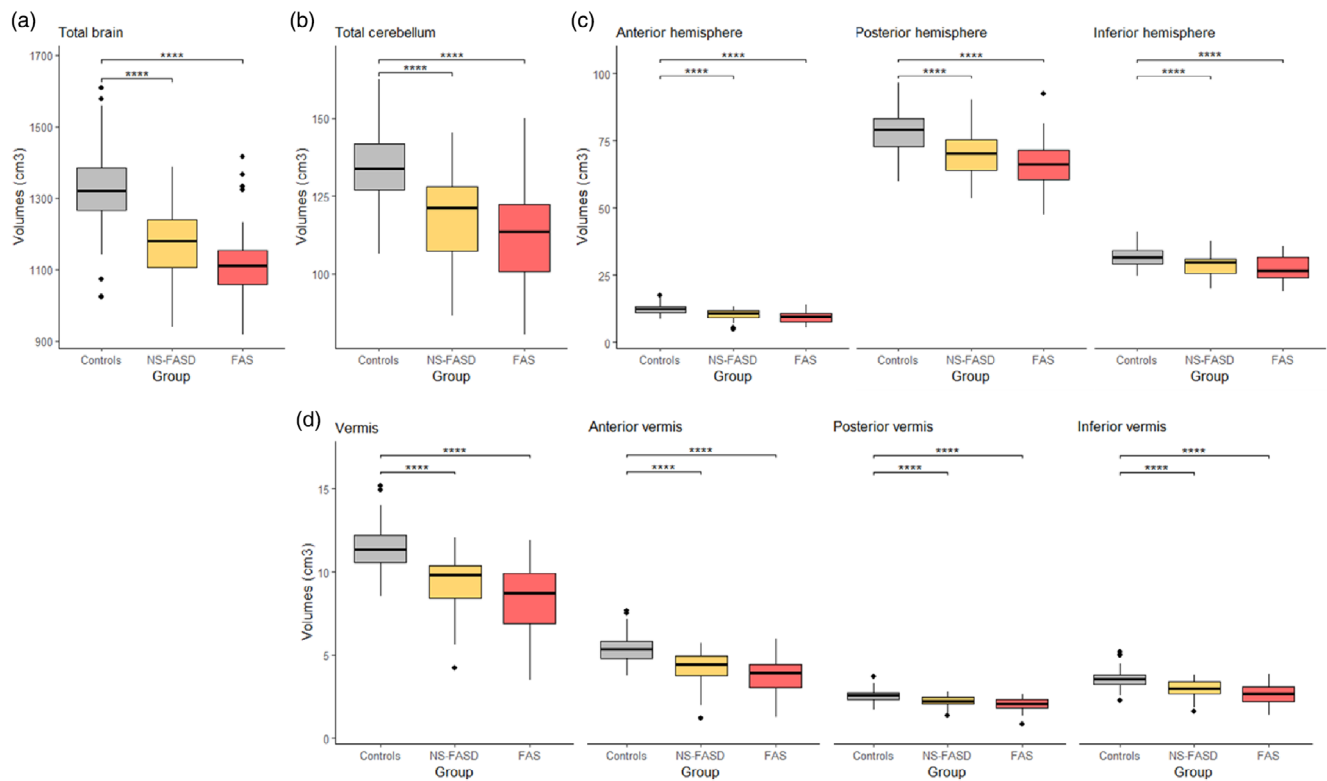 (a)
Total brain
Volumes (cm3)
1700
1500
1300
1100
900
****
****
Controls NS-FASD FAS
Group
(b)
Total cerebellum
150
125
100
****
****
Controls NS-FASD FAS
Group
(c)
Anterior hemisphere Posterior hemisphere Inferior hemisphere
Volumes (cm3)
100
75
50
25
0
**** **** ****
**** **** ****
Controls NS-FASD FAS Controls NS-FASD FAS Controls NS-FASD FAS
Group Group Group
(d)
Vermis Anterior vermis Posterior vermis Inferior vermis
Volumes (cm3)
15
10
5
0
**** **** **** ****
**** **** **** ****
Controls NS-FASD FAS Controls NS-FASD FAS Controls NS-FASD FAS Controls NS-FASD FAS
Group Group Group Group